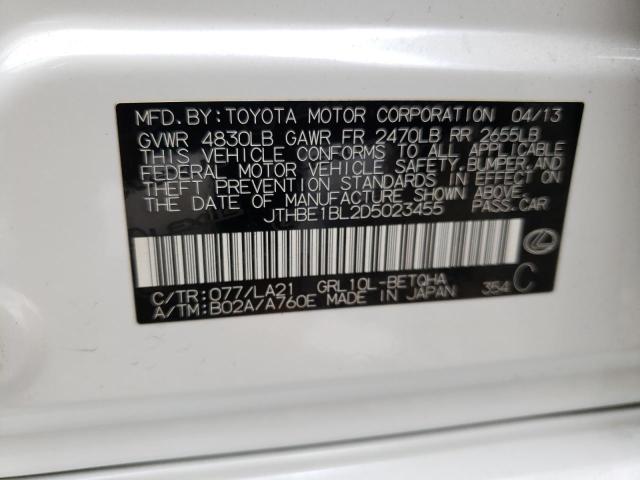 MFD. BY: TOYOTA MOTOR CORPORATION 04/13
GVWR 4830LB GAWR FR 2470LB RR 2655LB
THIS VEHICLE CONFORMS TO ALL APPLICABLE
FEDERAL MOTOR VEHICLE SAFETY, BUMPER, AND
THEFT PREVENTION STANDARDS IN EFFECT ON
THE DATE OF MANUFACTURE SHOWN ABOVE.
JTHBE1BL2D5023455 PASS.CAR
C/TR: 077/LA21 GRL10L-BETQHA 354 C
A/TM: B02A/A760E MADE IN JAPAN